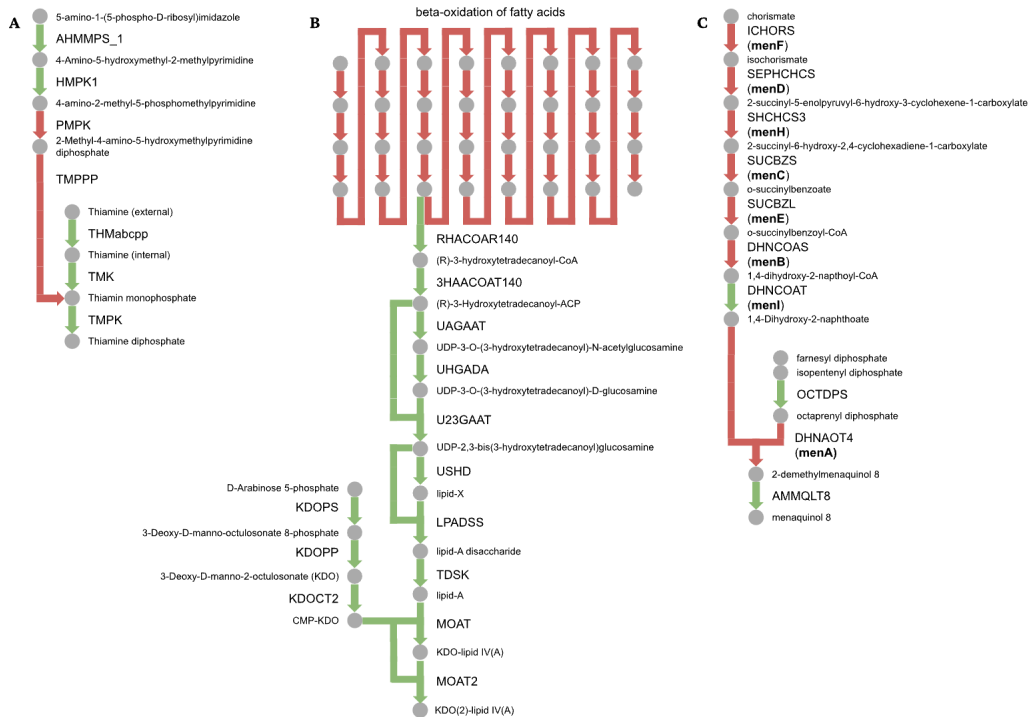 A
5-amino-1-(5-phospho-D-ribosyl)imidazole
AHMMPS_1
4-Amino-5-hydroxymethyl-2-methylpyrimidine
HMPK1
4-amino-2-methyl-5-phosphomethylpyrimidine
PMPK
2-Methyl-4-amino-5-hydroxymethylpyrimidine
diphosphate
TMPPP
Thiamine (external)
THMabcpp
Thiamine (internal)
TMK
Thiamin monophosphate
TMPK
Thiamine diphosphate
B
beta-oxidation of fatty acids
RHACOAR140
(R)-3-hydroxytetradecanoyl-CoA
3HAACOAT140
(R)-3-Hydroxytetradecanoyl-ACP
UAGAAT
UDP-3-O-(3-hydroxytetradecanoyl)-N-acetylglucosamine
UHGADA
UDP-3-O-(3-hydroxytetradecanoyl)-D-glucosamine
U23GAAT
UDP-2,3-bis(3-hydroxytetradecanoyl)glucosamine
USHD
lipid-X
LPADSS
lipid-A disaccharide
TDSK
lipid-A
MOAT
KDO-lipid IV(A)
MOAT2
KDO(2)-lipid IV(A)
D-Arabinose 5-phosphate
KDOPS
3-Deoxy-D-manno-octulosonate 8-phosphate
KDOPP
3-Deoxy-D-manno-2-octulosonate (KDO)
KDOCT2
CMP-KDO
C
chorismate
ICHORS
(menF)
isochorismate
SEPHCHCS
(menD)
2-succinyl-5-enolpyruvyl-6-hydroxy-3-cyclohexene-1-carboxylate
SHCHCS3
(menH)
2-succinyl-6-hydroxy-2,4-cyclohexadiene-1-carboxylate
SUCBZS
(menC)
o-succinylbenzoate
SUCBZL
(menE)
o-succinylbenzoyl-CoA
DHNCOAS
(menB)
1,4-dihydroxy-2-napthoyl-CoA
DHNCOAT
(menI)
1,4-Dihydroxy-2-naphthoate
farnesyl diphosphate
isopentenyl diphosphate
OCTDPS
octaprenyl diphosphate
DHNAOT4
(menA)
2-demethylmenaquinol 8
AMMQLT8
menaquinol 8